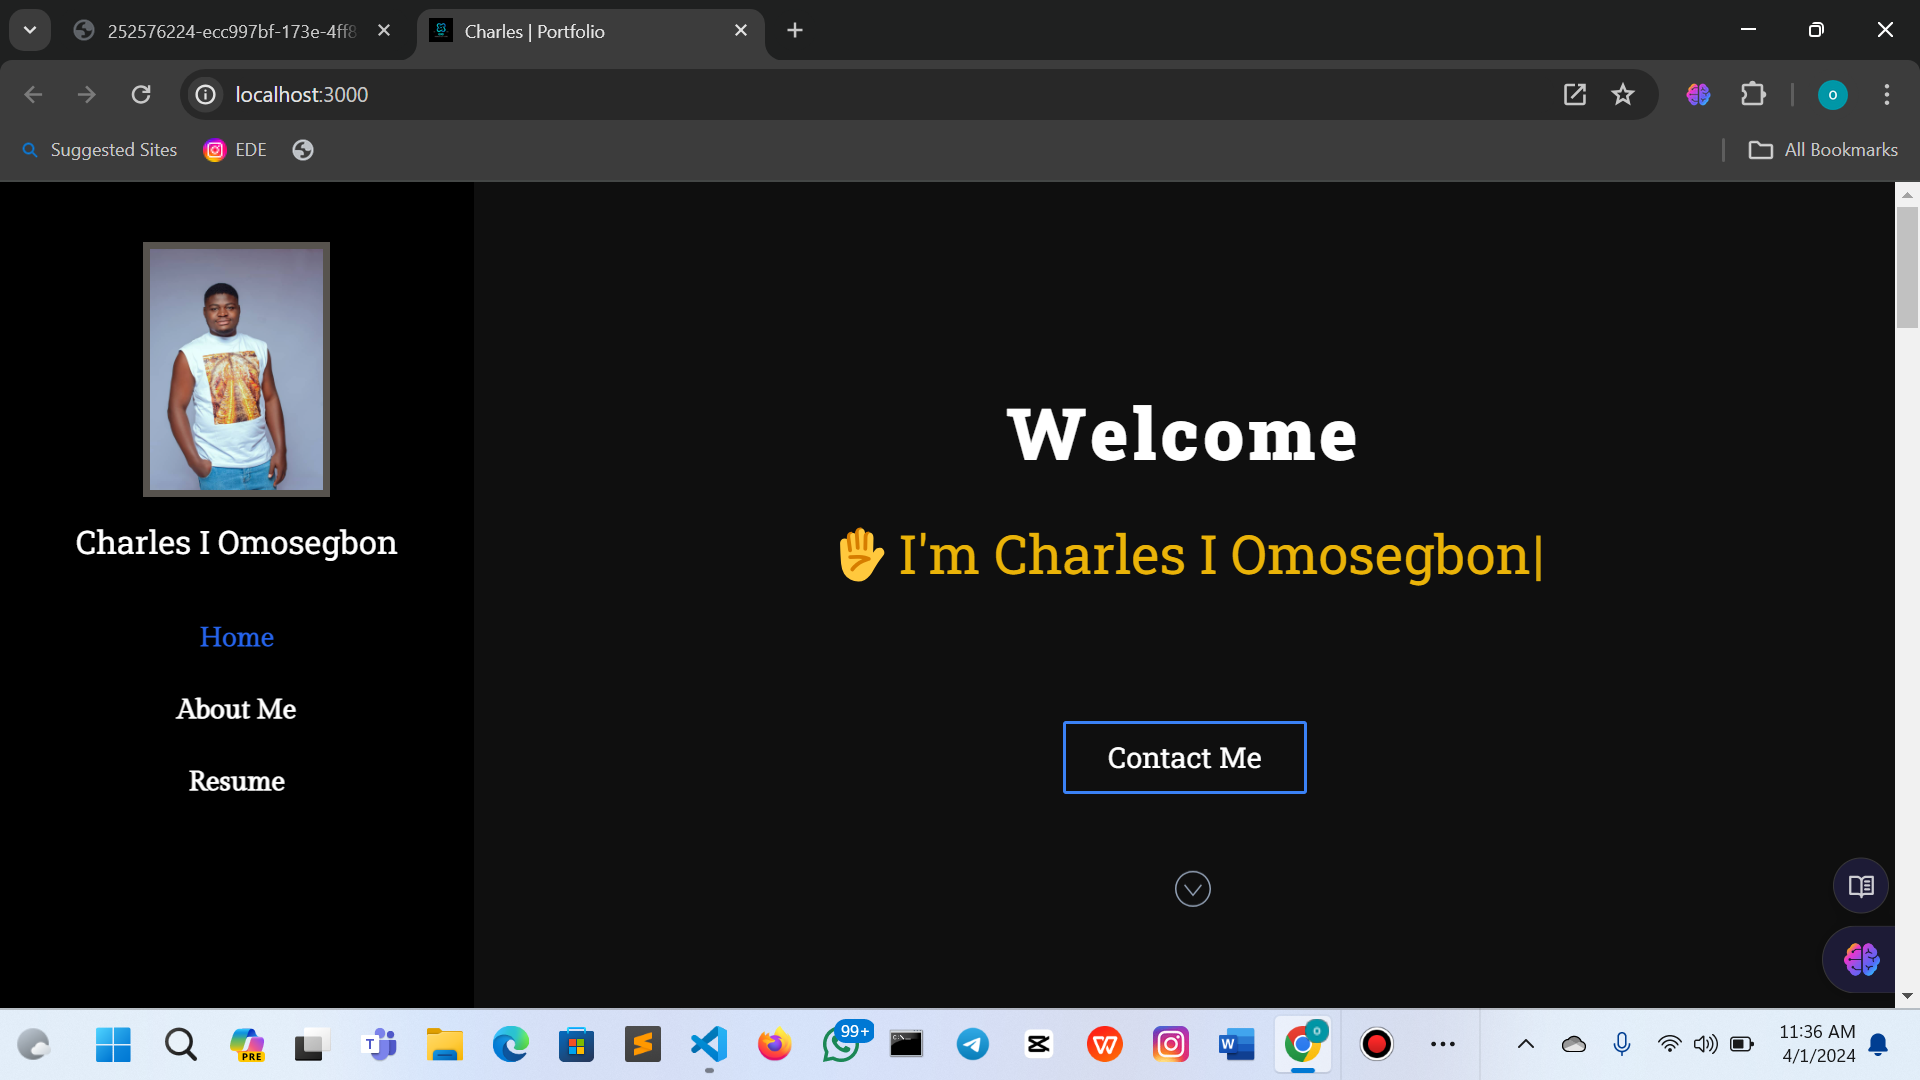 252576224-ecc997bf-173e-4ff8
Charles | Portfolio
localhost:3000
Suggested Sites
EDE
All Bookmarks
Charles I Omosegbon
Home
About Me
Resume
Welcome
I'm Charles I Omosegbon|
Contact Me
PRE
99+
11:36 AM
4/1/2024